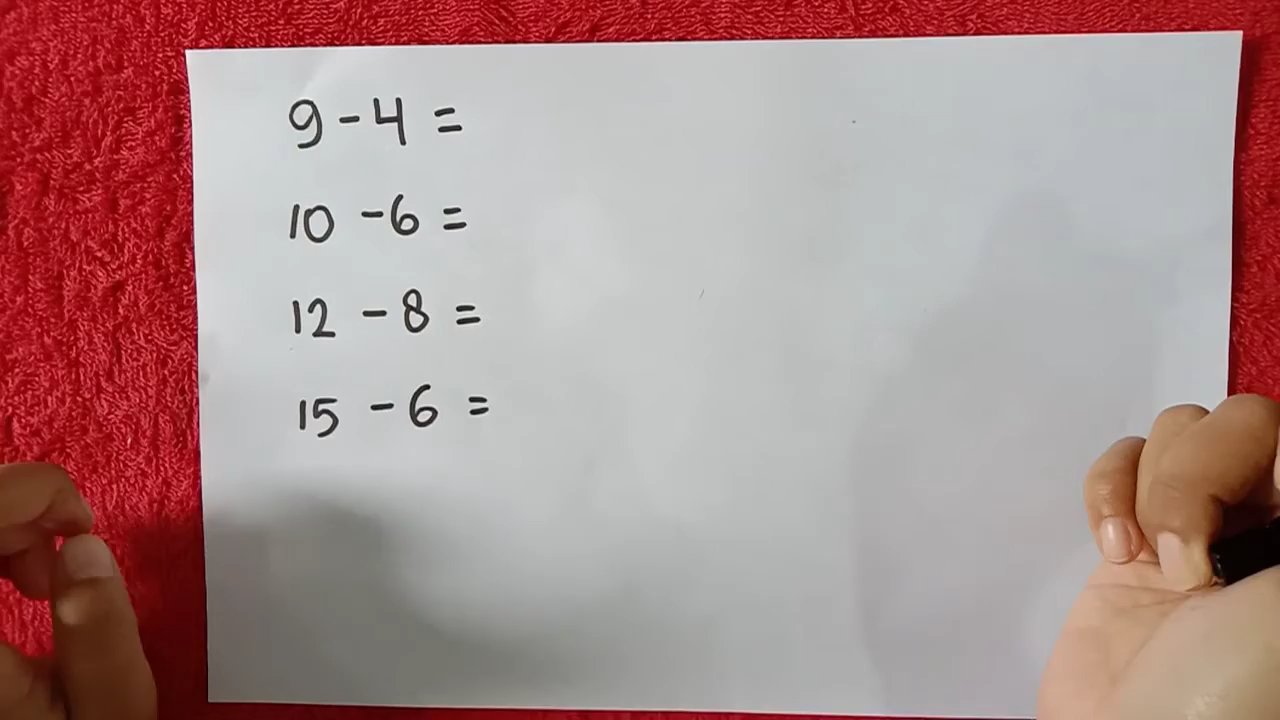 9 - 4 =
10 - 6 =
12 - 8 =
15 - 6 =